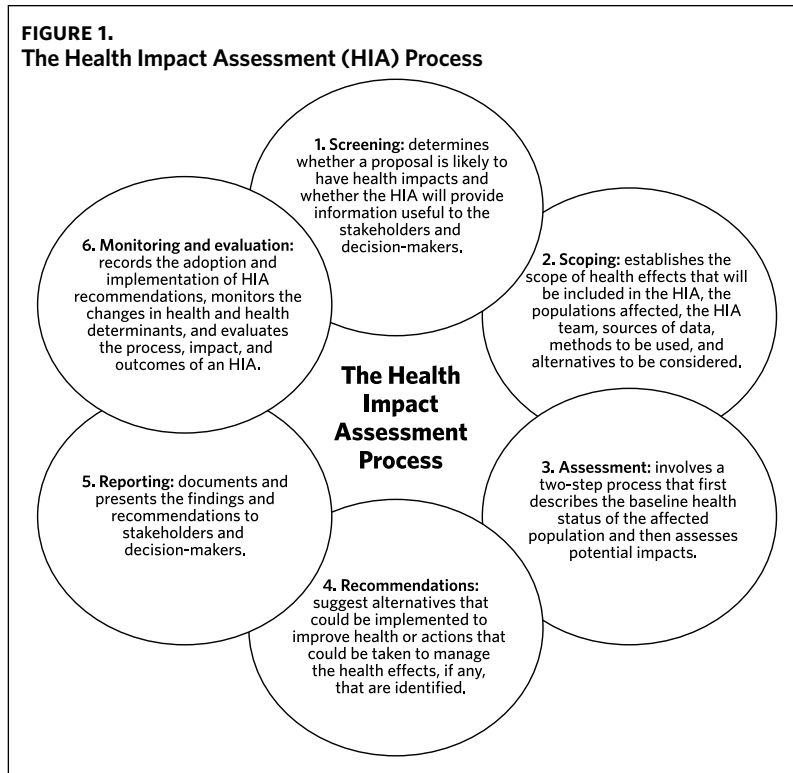 FIGURE 1.
The Health Impact Assessment (HIA) Process
1. Screening: determines
whether a proposal is likely to
have health impacts and
whether the HIA will provide
information useful to the
stakeholders and
decision-makers.
2. Scoping: establishes the
scope of health effects that will
be included in the HIA, the
populations affected, the HIA
team, sources of data,
methods to be used, and
alternatives to be considered.
3. Assessment: involves a
two-step process that first
describes the baseline health
status of the affected
population and then assesses
potential impacts.
4. Recommendations:
suggest alternatives that
could be implemented to
improve health or actions that
could be taken to manage
the health effects, if any,
that are identified.
5. Reporting: documents and
presents the findings and
recommendations to
stakeholders and
decision-makers.
6. Monitoring and evaluation:
records the adoption and
implementation of HIA
recommendations, monitors the
changes in health and health
determinants, and evaluates
the process, impact, and
outcomes of an HIA.
The Health
Impact
Assessment
Process